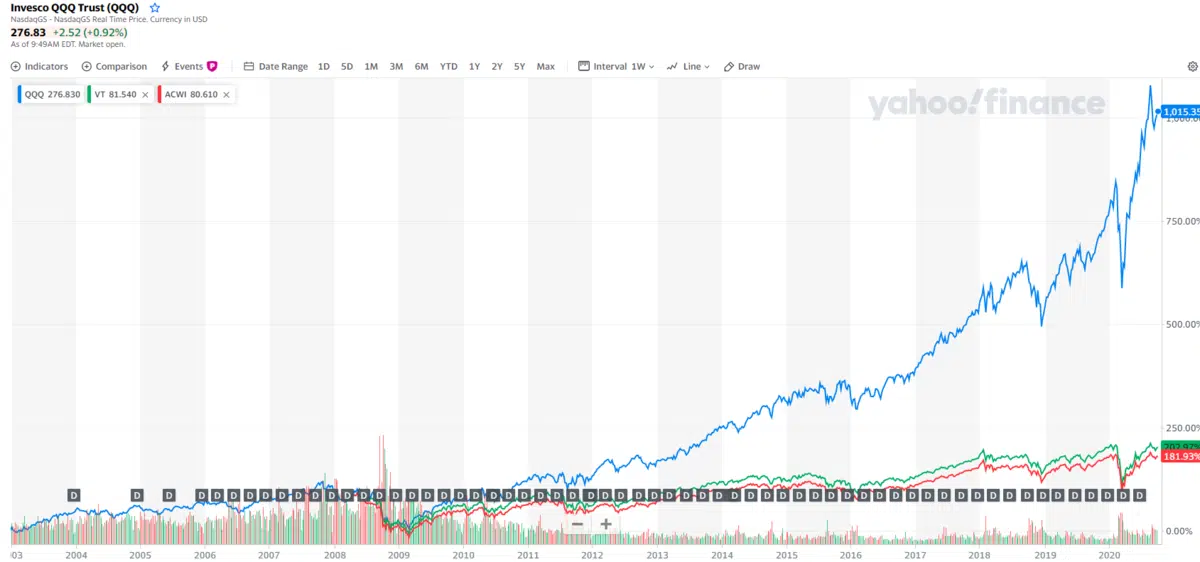 Invesco QQQ Trust (QQQ)
NasdaqGS - NasdaqGS Real Time Price. Currency in USD
276.83 +2.52 (+0.92%)
As of 9:49AM EDT. Market open.
Indicators Comparison Events P Date Range 1D 5D 1M 3M 6M YTD 1Y 2Y 5Y Max Interval 1W Line Draw
QQQ 276.830 VT 81.540 ACWI 80.610
yahoo!finance
1,015.35
750.00%
500.00%
250.00%
202.92%
181.93%
D D D D D D D D D D D D D D D D D D D D D D D D D D D D D D D D D D D D D D D D D D D D D D D D D D D D D D D D D D D D D D
0.00%
03 2004 2005 2006 2007 2008 2009 2010 2011 2012 2013 2014 2015 2016 2017 2018 2019 2020